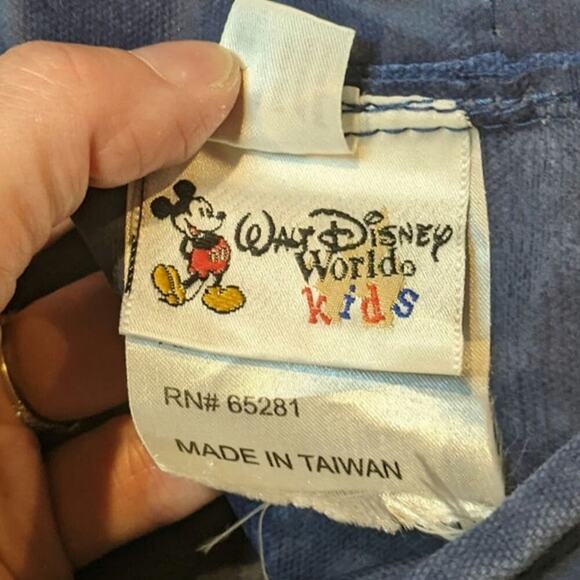 Walt Disney
World®
kids
RN# 65281
MADE IN TAIWAN